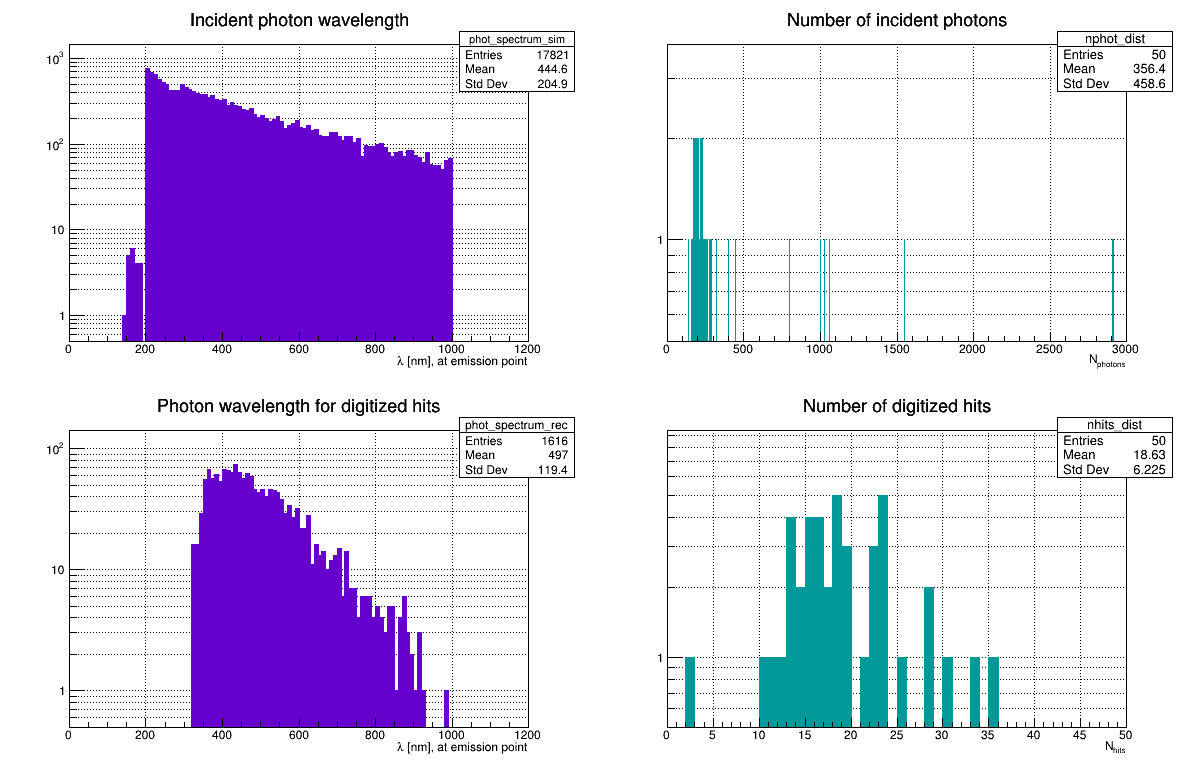 Incident photon wavelength
phot_spectrum_sim
Entries 17821
Mean 444.6
Std Dev 204.9
10³
10²
10
1
0 200 400 600 800 1000 1200
λ [nm], at emission point
Number of incident photons
nphot_dist
Entries 50
Mean 356.4
Std Dev 458.6
1
0 500 1000 1500 2000 2500 3000
Nphotons
Photon wavelength for digitized hits
phot_spectrum_rec
Entries 1616
Mean 497
Std Dev 119.4
10²
10
1
0 200 400 600 800 1000 1200
λ [nm], at emission point
Number of digitized hits
nhits_dist
Entries 50
Mean 18.63
Std Dev 6.225
1
0 5 10 15 20 25 30 35 40 45 50
Nhits